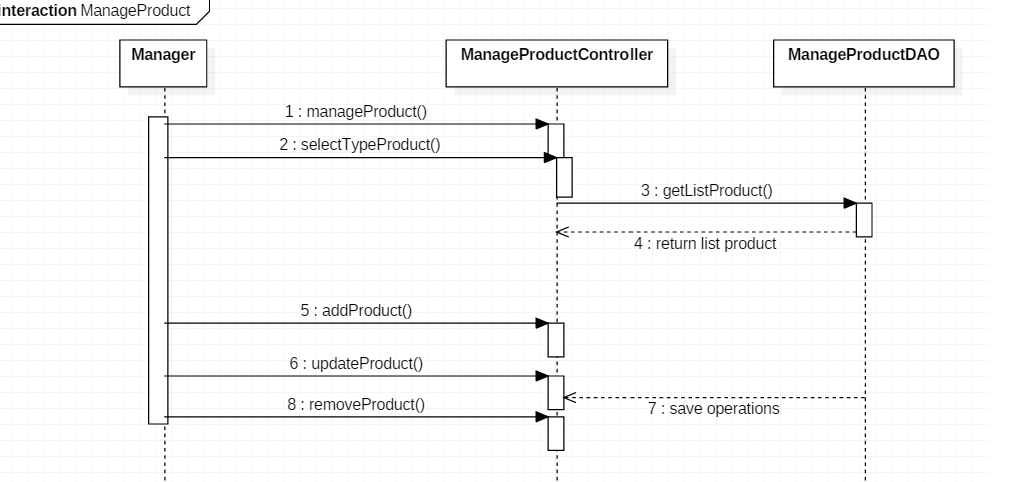 interaction ManageProduct
Manager
ManageProductController
ManageProductDAO
1 : manageProduct()
2 : selectTypeProduct()
3 : getListProduct()
4 : return list product
5 : addProduct()
6 : updateProduct()
7 : save operations
8 : removeProduct()